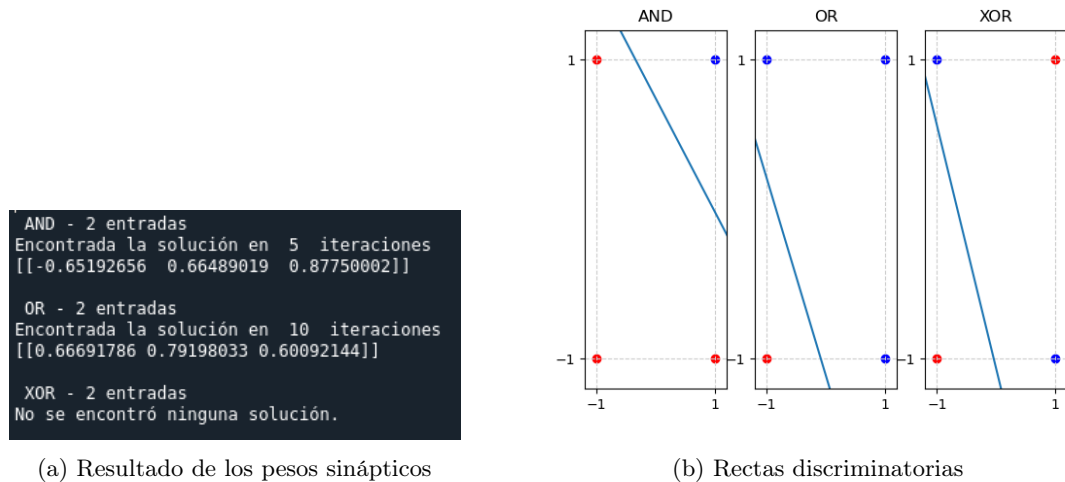 AND - 2 entradas
Encontrada la solución en 5 iteraciones
[[-0.65192656 0.66489019 0.87750002]]
OR - 2 entradas
Encontrada la solución en 10 iteraciones
[[0.66691786 0.79198033 0.60092144]]
XOR - 2 entradas
No se encontró ninguna solución.
(a) Resultado de los pesos sinápticos
AND
OR
XOR
1
1
1
−1
−1
−1
−1
1
−1
1
−1
1
(b) Rectas discriminatorias